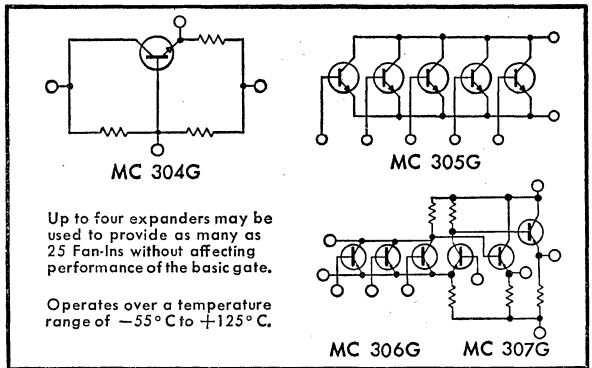 MC 304G
MC 305G
Up to four expanders may be
used to provide as many as
25 Fan-Ins without affecting
performance of the basic gate.
Operates over a temperature
range of −55° C to +125° C.
MC 306G
MC 307G